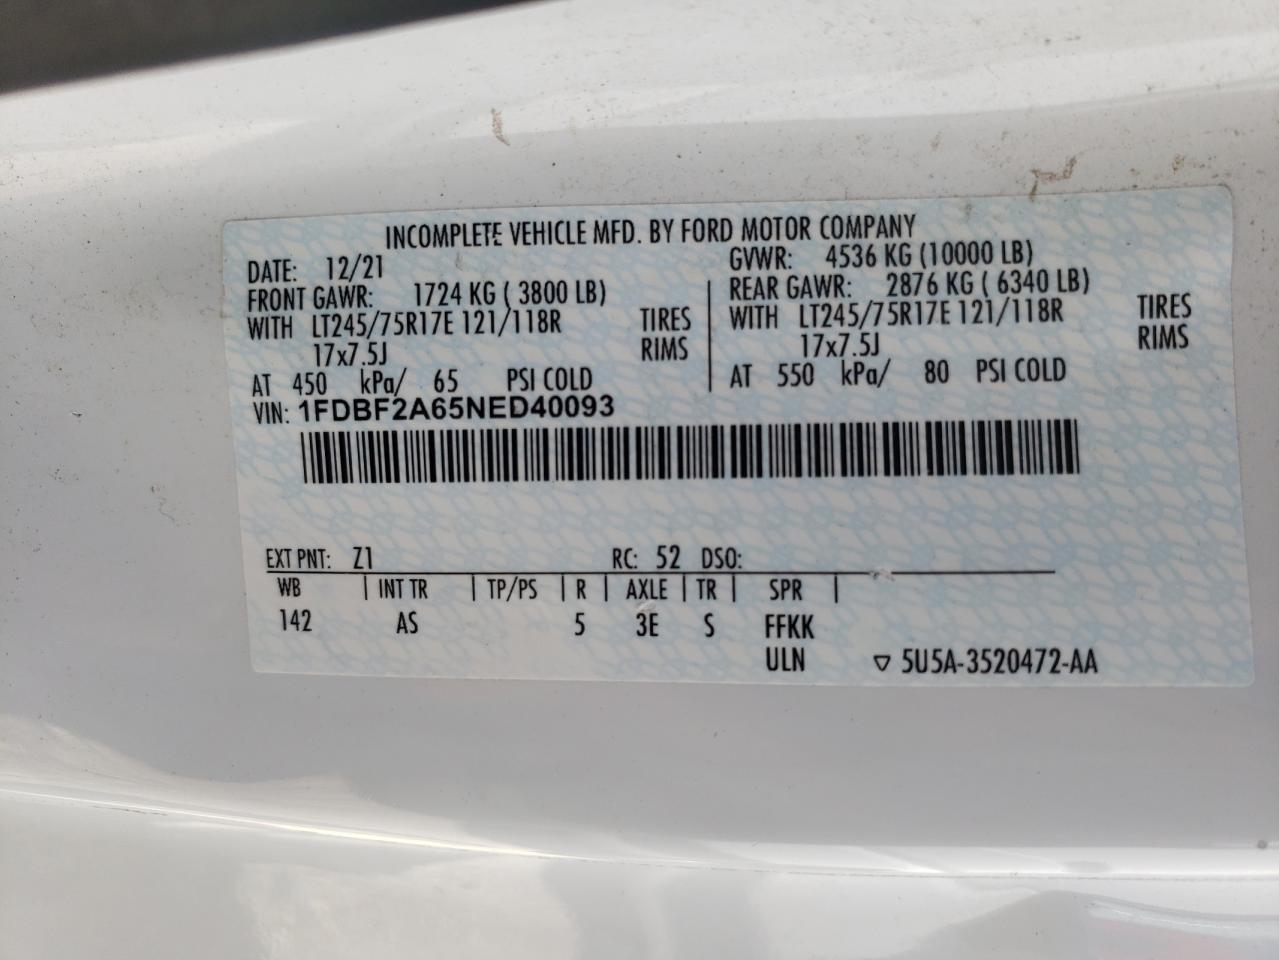 INCOMPLETE VEHICLE MFD. BY FORD MOTOR COMPANY
DATE: 12/21 GVWR: 4536 KG (10000 LB)
FRONT GAWR: 1724 KG ( 3800 LB) REAR GAWR: 2876 KG ( 6340 LB)
WITH LT245/75R17E 121/118R TIRES WITH LT245/75R17E 121/118R TIRES
17x7.5J RIMS 17x7.5J RIMS
AT 450 kPa/ 65 PSI COLD AT 550 kPa/ 80 PSI COLD
VIN: 1FDBF2A65NED40093
EXT PNT: Z1 RC: 52 DSO:
WB INT TR TP/PS R AXLE TR SPR
142 AS 5 3E S FFKK
ULN ▽ 5U5A-3520472-AA